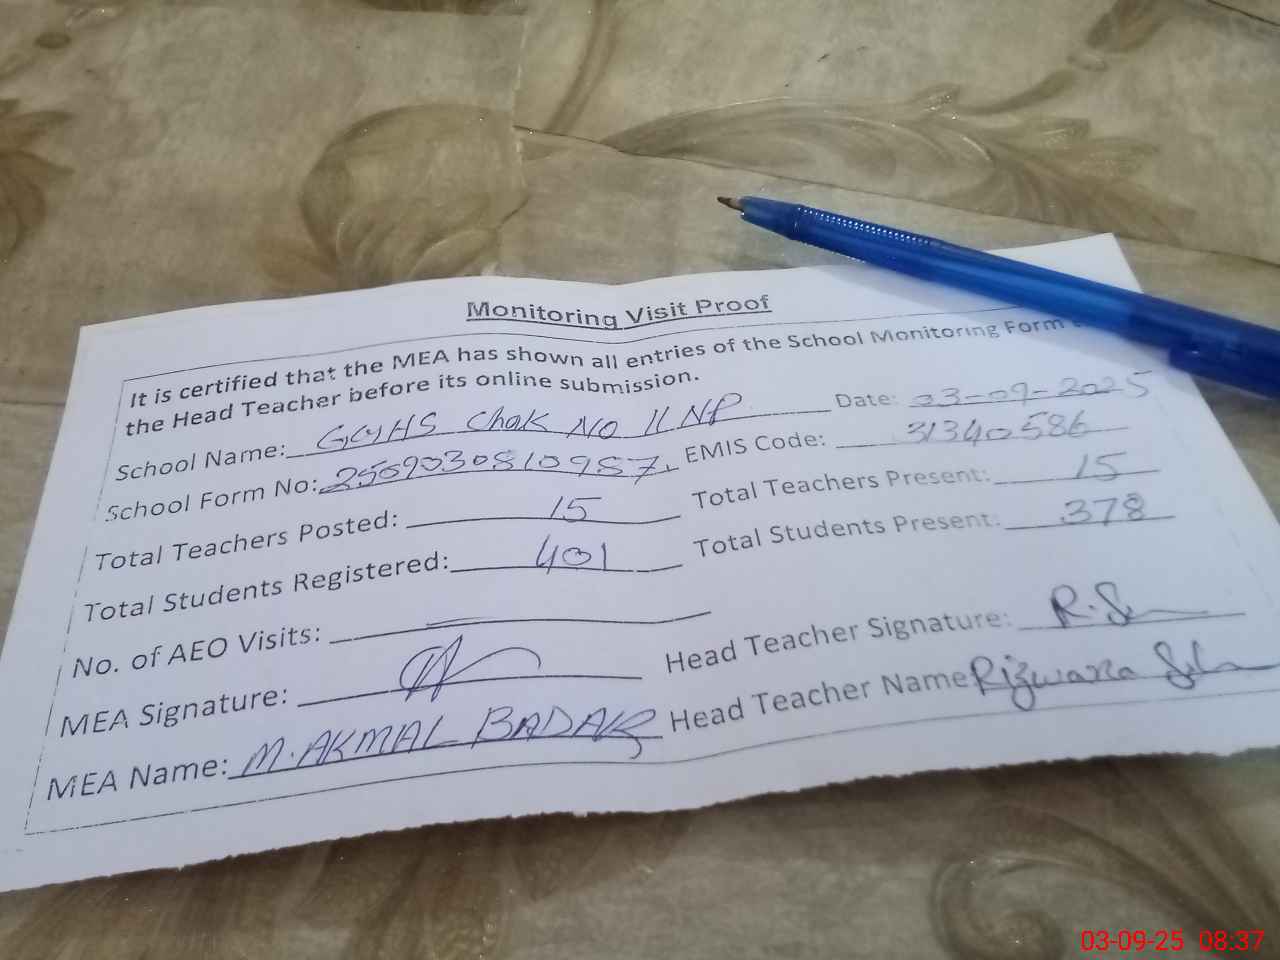 Monitoring Visit Proof
It is certified that the MEA has shown all entries of the School Monitoring Form
the Head Teacher before its online submission.
School Name: GGHS Chak NO 11 NP Date: 03-09-2025
School Form No: 2509030810987 EMIS Code: 31340586
Total Teachers Posted: 15 Total Teachers Present: 15
Total Students Registered: 401 Total Students Present: 378
No. of AEO Visits:
MEA Signature: Head Teacher Signature:
MEA Name: M. AKMAL BADAR Head Teacher Name Rizwana
03-09-25 08:37